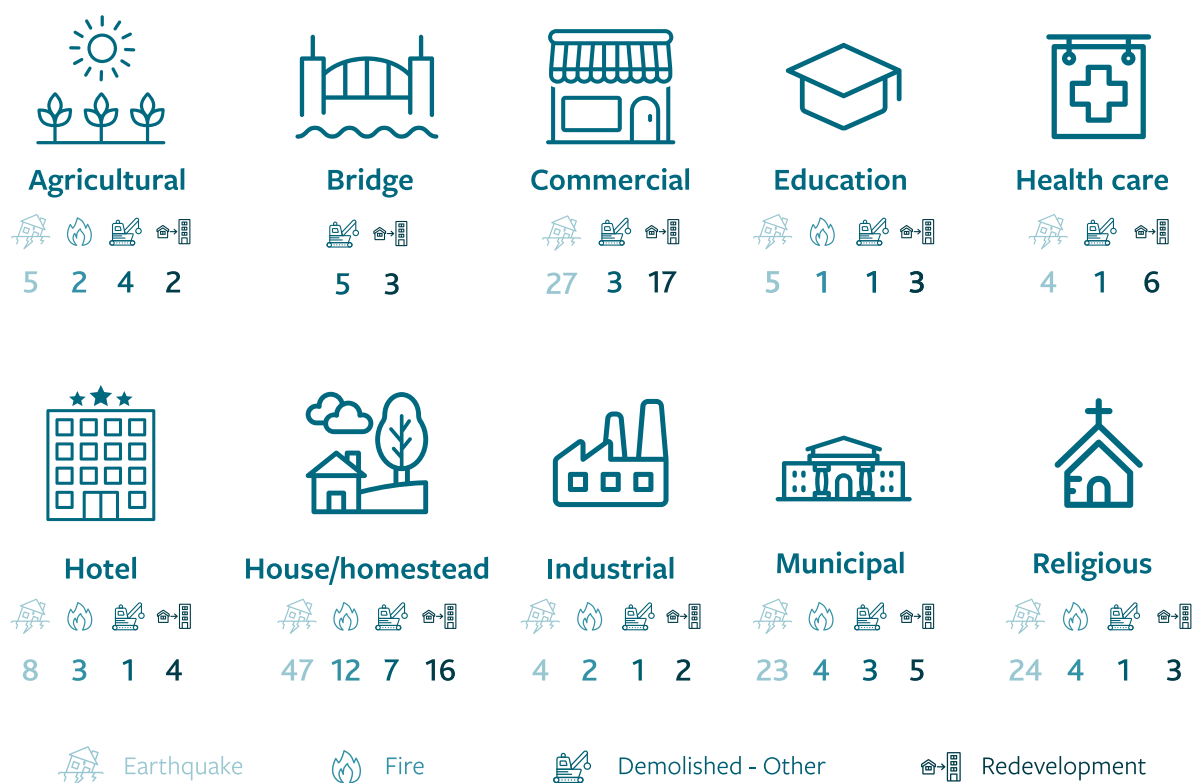 Agricultural Bridge Commercial Education Health care
5 2 4 2 5 3 27 3 17 5 1 1 3 4 1 6
Hotel House/homestead Industrial Municipal Religious
8 3 1 4 47 12 7 16 4 2 1 2 23 4 3 5 24 4 1 3
Earthquake Fire Demolished - Other Redevelopment